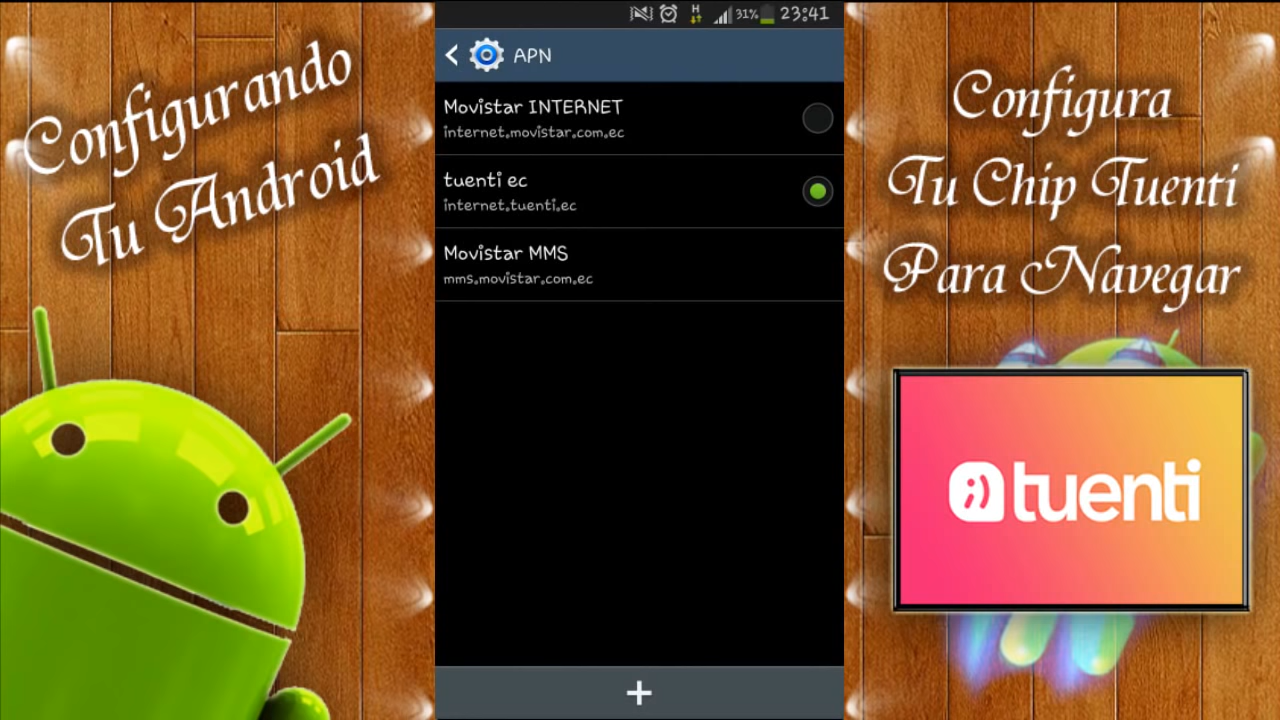 Configurando
Tu Android
H
31%
23:41
APN
Movistar INTERNET
internet.movistar.com.ec
tuenti ec
internet.tuenti.ec
Movistar MMS
mms.movistar.com.ec
+
Configura
Tu Chip Tuenti
Para Navegar
tuenti